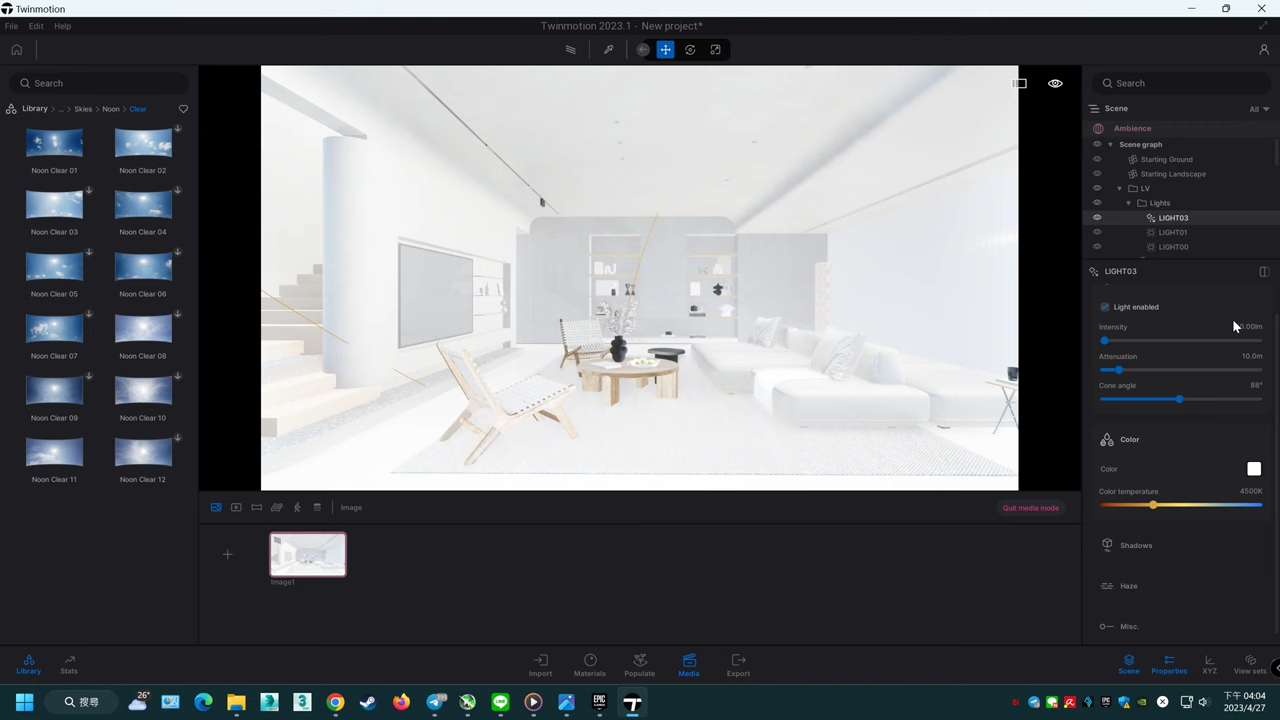 Twinmotion
File Edit Help
Twinmotion 2023.1 - New project*
Search
Library > ... > Skies > Noon > Clear
Noon Clear 01
Noon Clear 02
Noon Clear 03
Noon Clear 04
Noon Clear 05
Noon Clear 06
Noon Clear 07
Noon Clear 08
Noon Clear 09
Noon Clear 10
Noon Clear 11
Noon Clear 12
Image
Quit media mode
Image1
Search
Scene
All
Ambience
Scene graph
Starting Ground
Starting Landscape
LV
Lights
LIGHT03
LIGHT01
LIGHT00
LIGHT03
Light enabled
Intensity
Attenuation 10.0m
Cone angle 88°
Color
Color
Color temperature 4500K
Shadows
Haze
Misc.
Library Stats Import Materials Populate Media Export Scene Properties XYZ View sets
26°
搜尋
EPIC GAMES
下午 04:04
2023/4/27